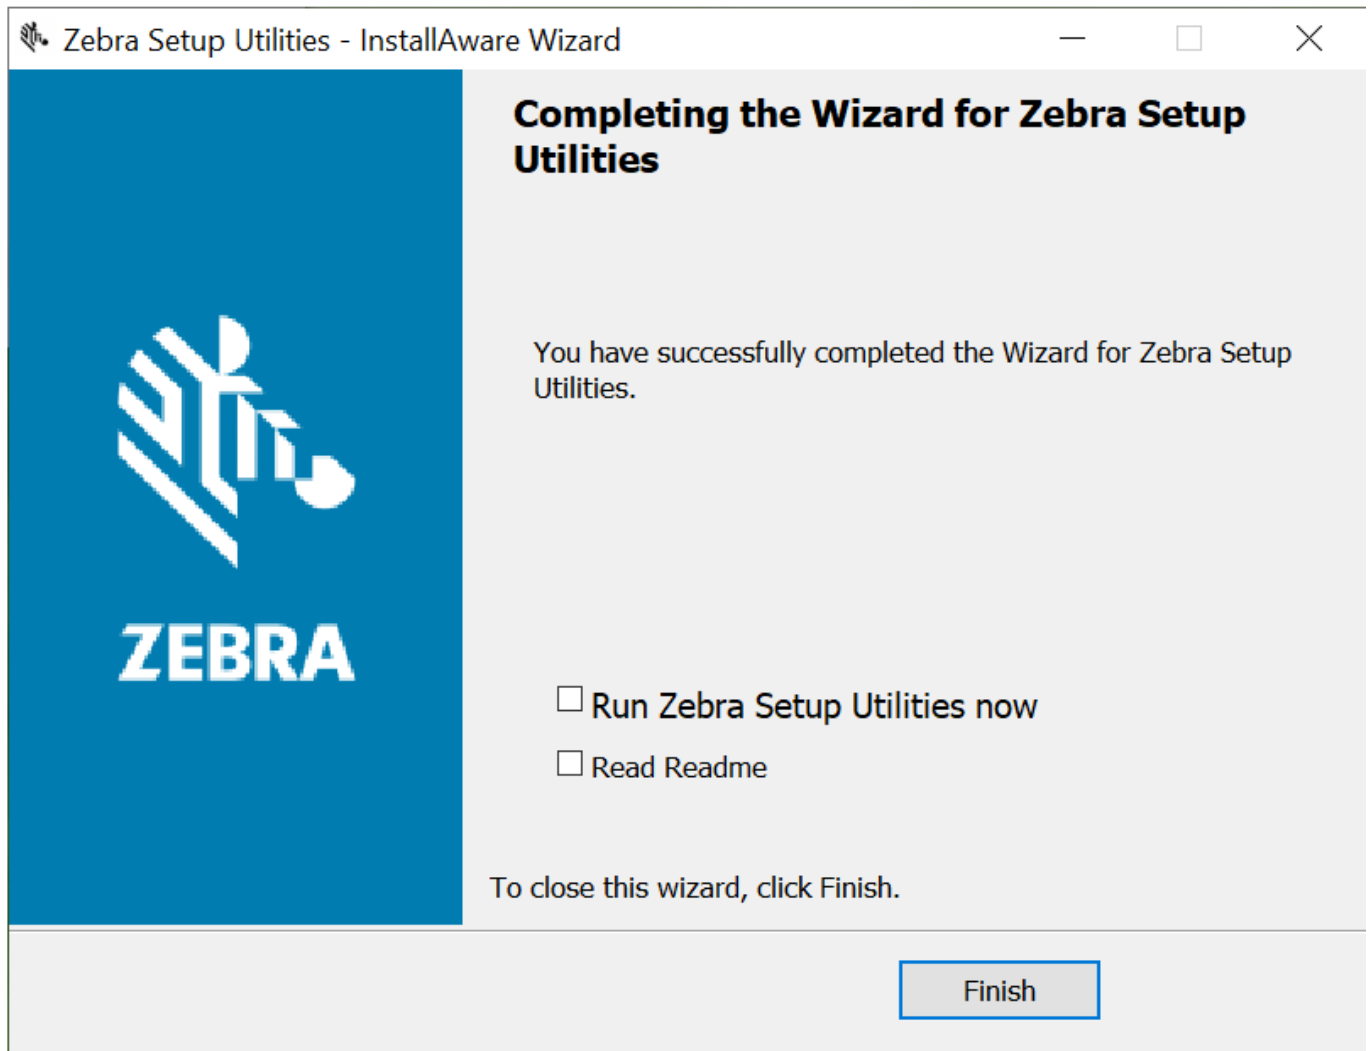 Zebra Setup Utilities - InstallAware Wizard
Completing the Wizard for Zebra Setup
Utilities
You have successfully completed the Wizard for Zebra Setup
Utilities.
ZEBRA
Run Zebra Setup Utilities now
Read Readme
To close this wizard, click Finish.
Finish